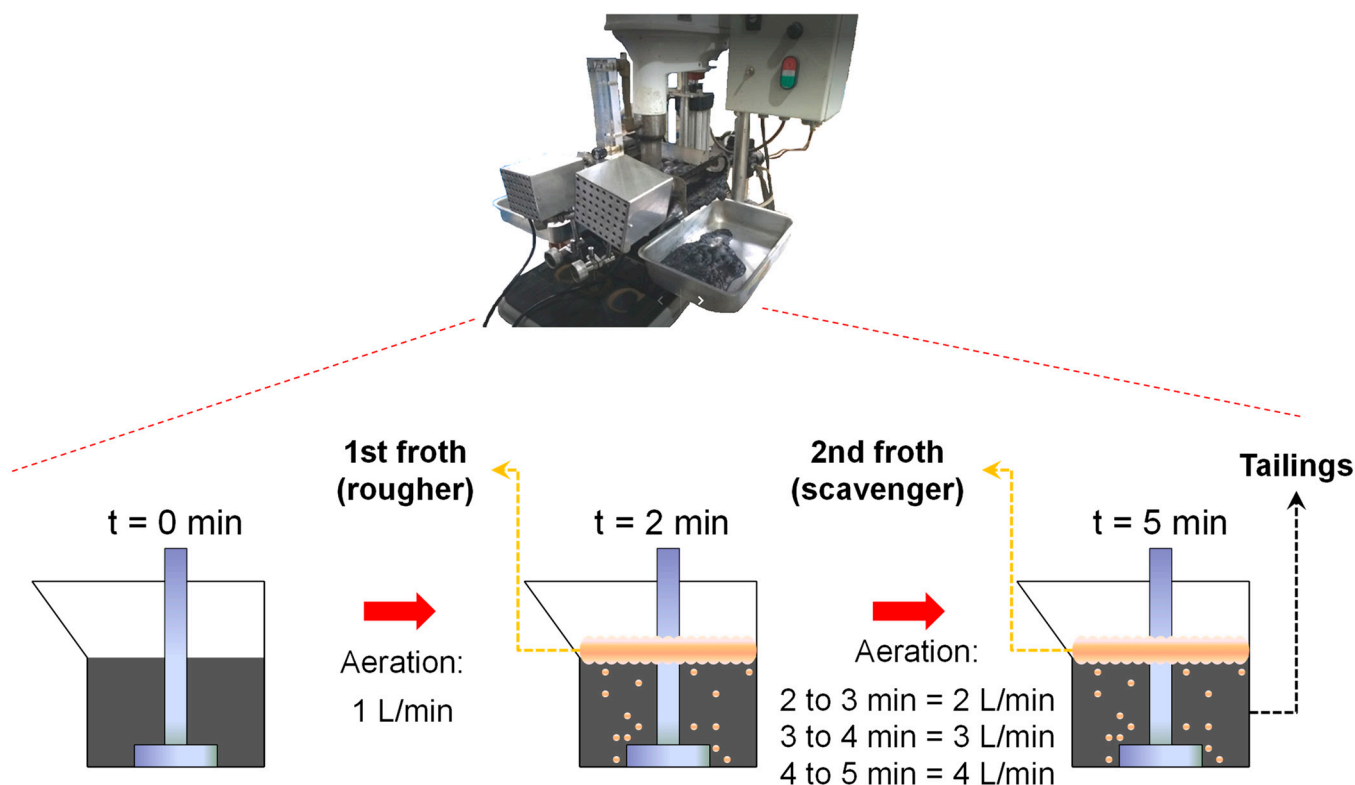 1st froth
(rougher)
2nd froth
(scavenger)
Tailings
t = 0 min
t = 2 min
t = 5 min
Aeration:
1 L/min
Aeration:
2 to 3 min = 2 L/min
3 to 4 min = 3 L/min
4 to 5 min = 4 L/min